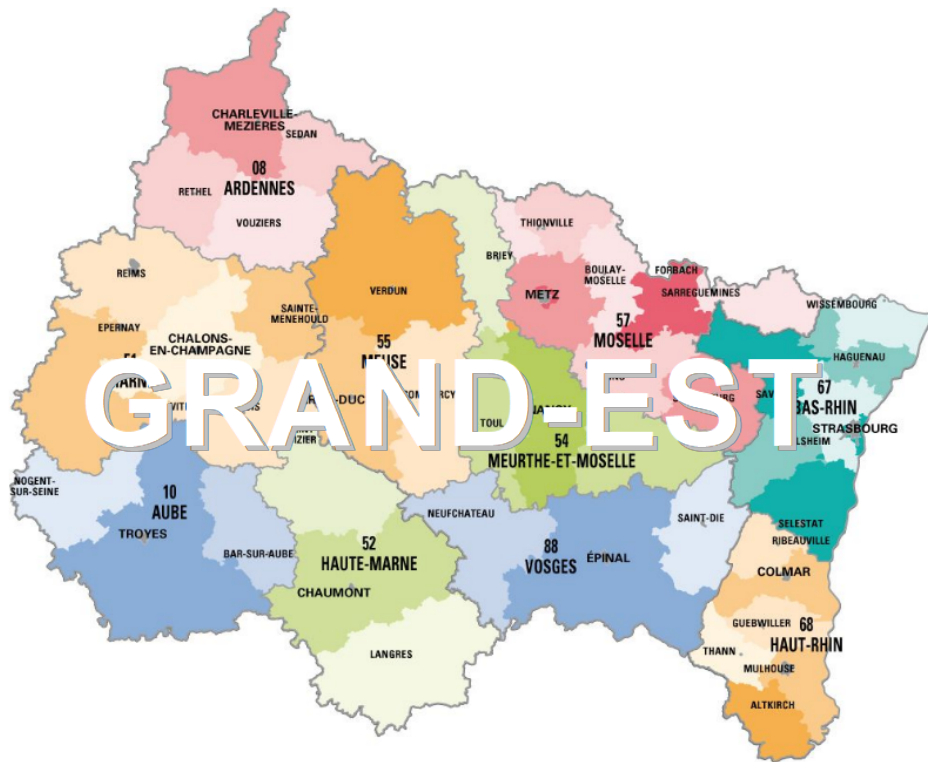 CHARLEVILLE-
MEZIÈRES
SEDAN
08
ARDENNES
RETHEL
VOUZIERS
THIONVILLE
BRIEY
REIMS
BOULAY-
MOSELLE
FORBACH
SARREGUEMINES
METZ
VERDUN
WISSEMBOURG
SAINTE-
MENEHOULD
57
MOSELLE
EPERNAY
CHALONS-
EN-CHAMPAGNE
55
MEUSE
HAGUENAU
67
BAS-RHIN
GRAND-EST
TOUL
STRASBOURG
54
MEURTHE-ET-MOSELLE
NOGENT-
SUR-SEINE
10
AUBE
TROYES
BAR-SUR-AUBE
NEUFCHATEAU
SAINT-DIE
SELESTAT
RIBEAUVILLE
52
HAUTE-MARNE
CHAUMONT
88
VOSGES
ÉPINAL
COLMAR
GUEBWILLER
68
HAUT-RHIN
THANN
MULHOUSE
LANGRES
ALTKIRCH